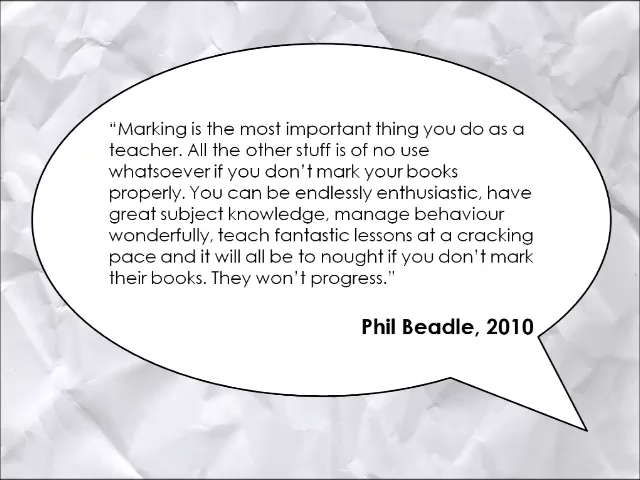 “Marking is the most important thing you do as a
teacher. All the other stuff is of no use
whatsoever if you don’t mark your books
properly. You can be endlessly enthusiastic, have
great subject knowledge, manage behaviour
wonderfully, teach fantastic lessons at a cracking
pace and it will all be to nought if you don’t mark
their books. They won’t progress.”
Phil Beadle, 2010